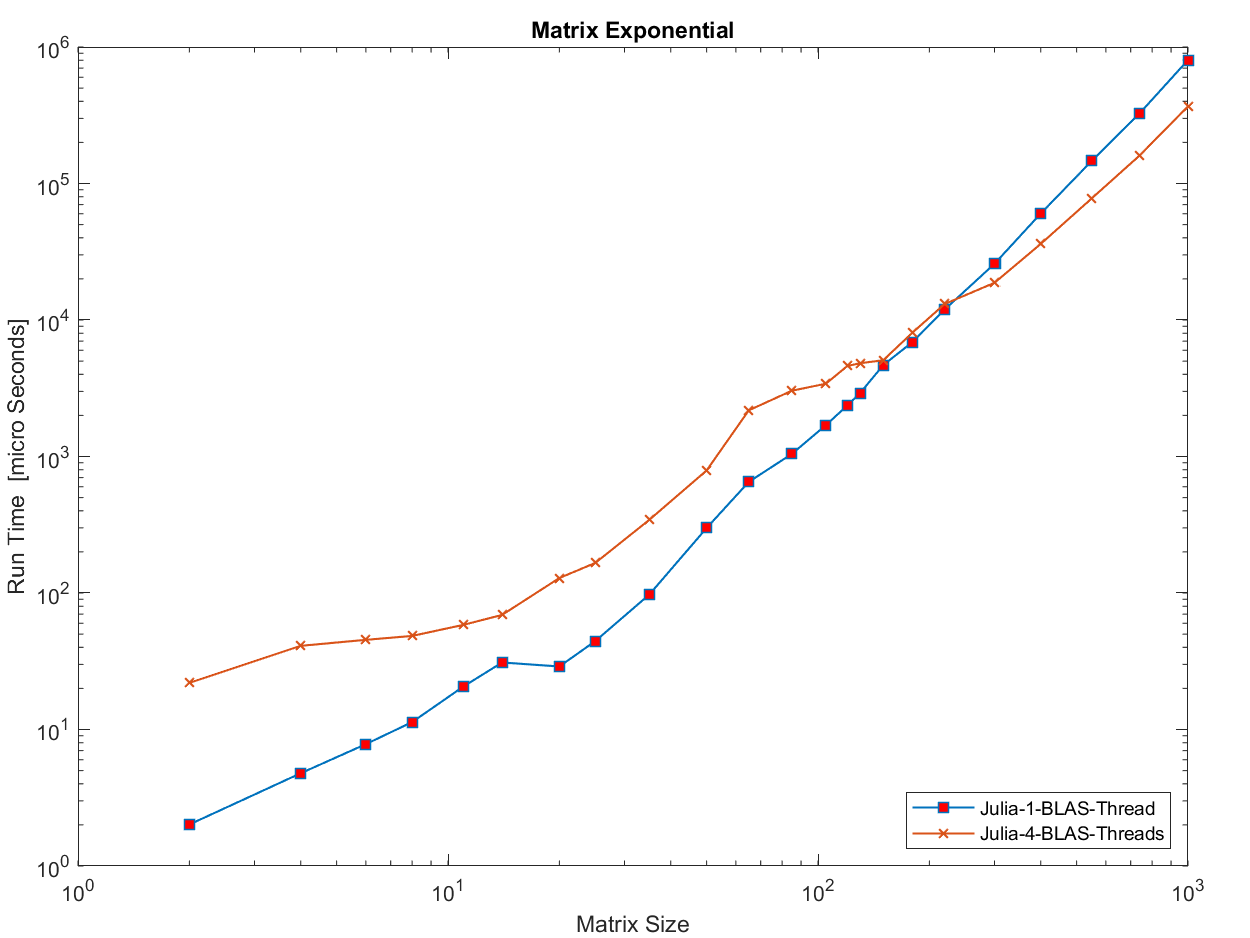 Matrix Exponential
10^6
10^5
10^4
10^3
10^2
10^1
10^0
Run Time [micro Seconds]
10^0 10^1 10^2 10^3
Matrix Size
Julia-1-BLAS-Thread
Julia-4-BLAS-Threads